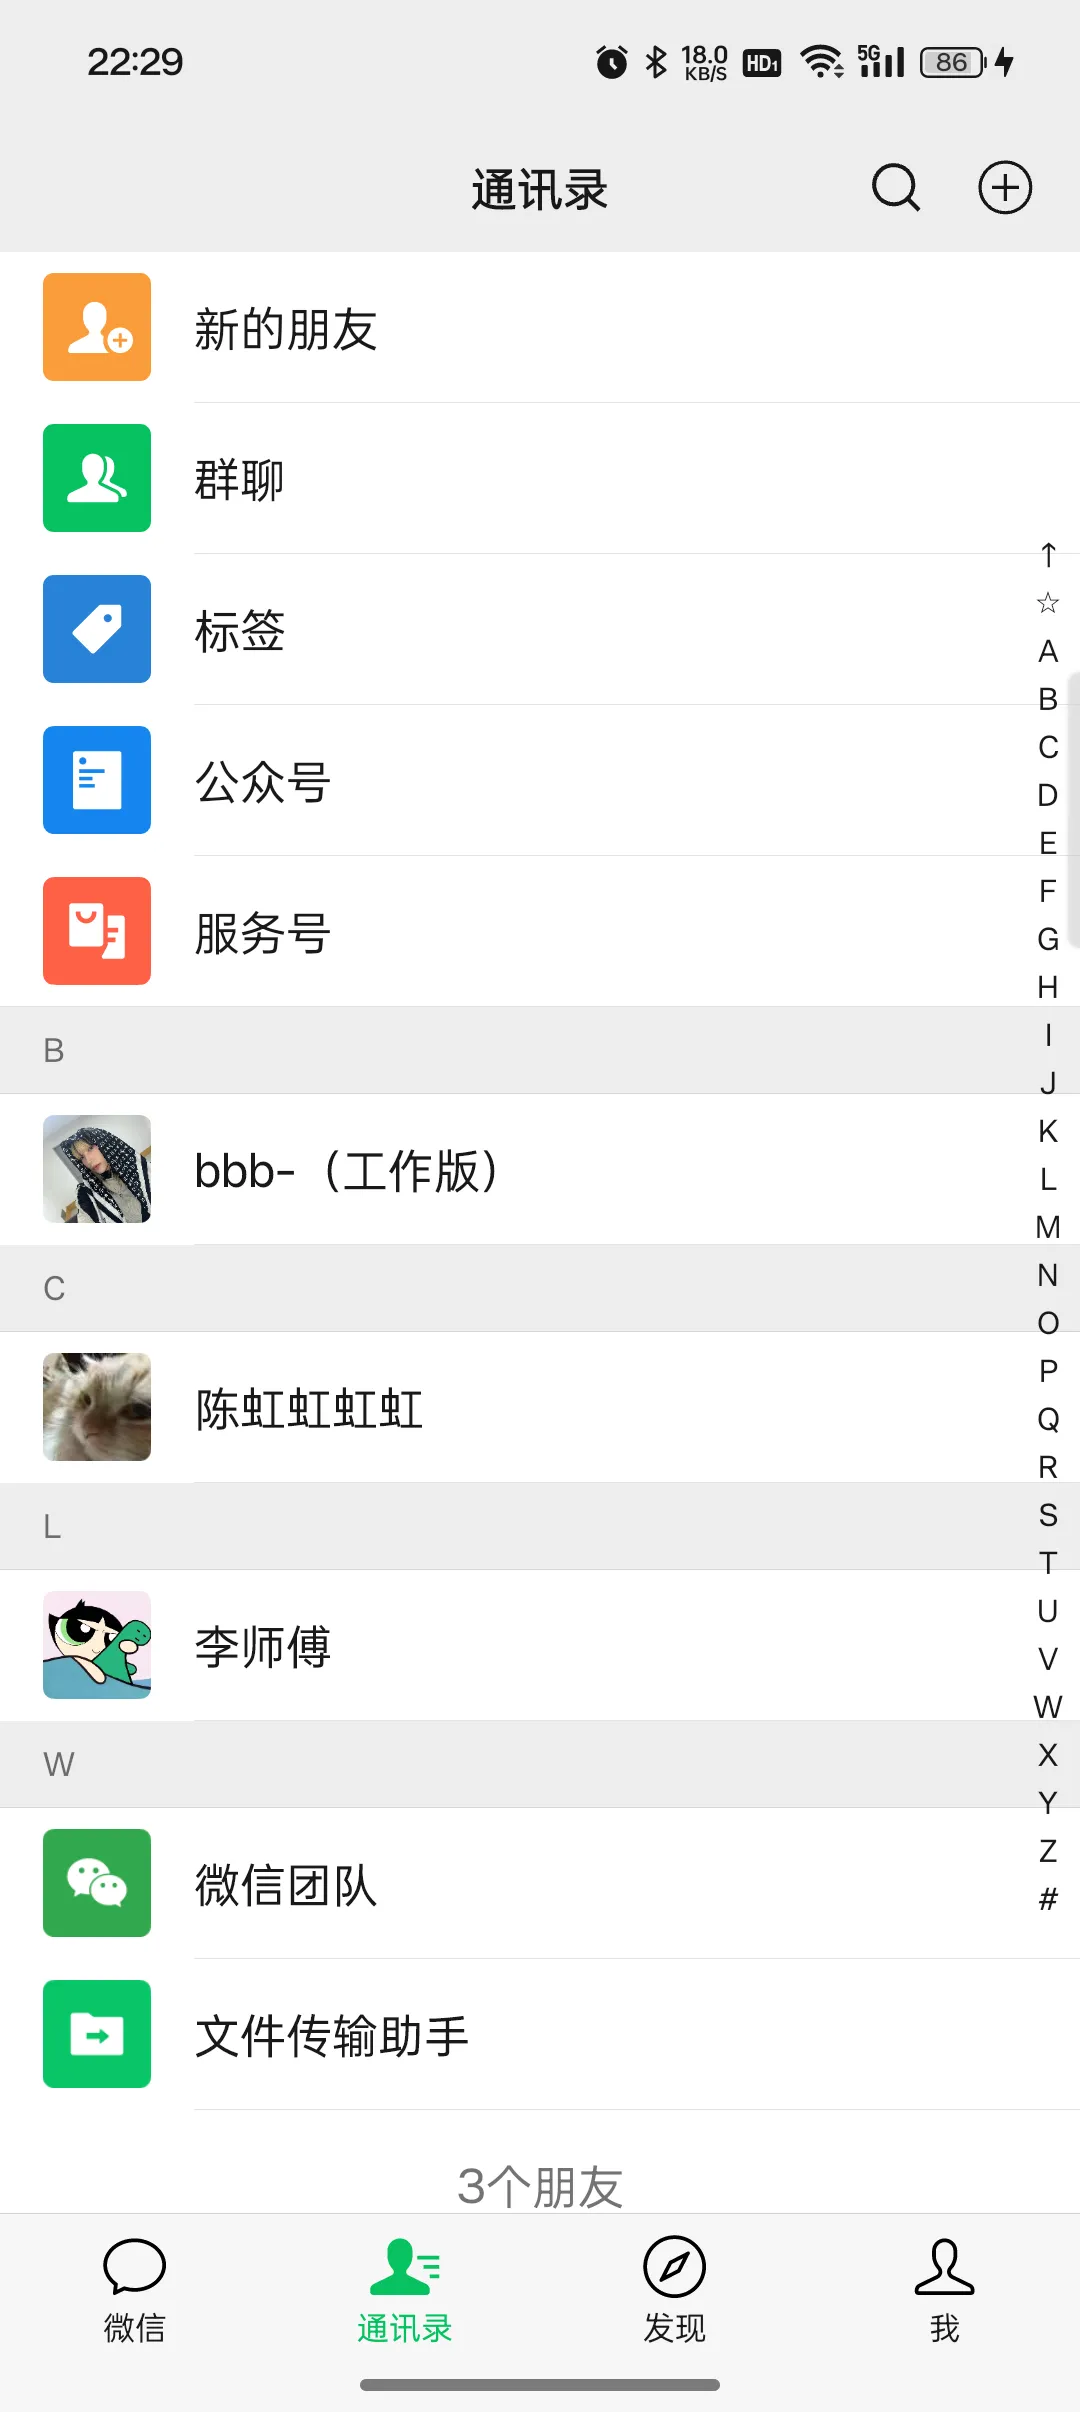 22:29
18.0
KB/S
HD1
5G
86
通讯录
新的朋友
群聊
标签
公众号
服务号
B
bbb-（工作版）
C
陈虹虹虹虹
L
李师傅
W
微信团队
文件传输助手
3个朋友
↑
☆
A
B
C
D
E
F
G
H
I
J
K
L
M
N
O
P
Q
R
S
T
U
V
W
X
Y
Z
#
微信
通讯录
发现
我